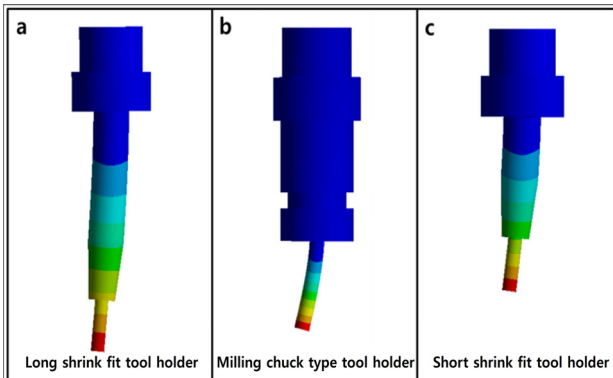 a
b
c
Long shrink fit tool holder
Milling chuck type tool holder
Short shrink fit tool holder